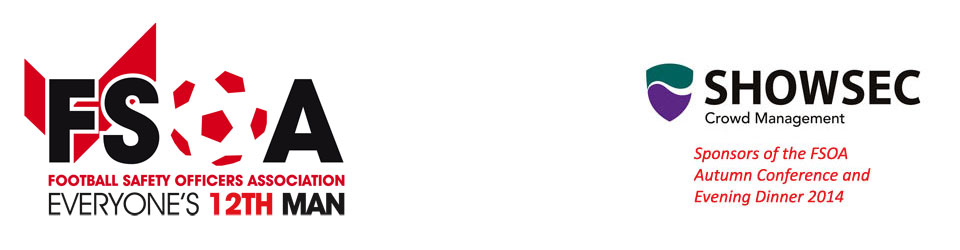 FSOA
FOOTBALL SAFETY OFFICERS ASSOCIATION
EVERYONE'S 12TH MAN
SHOWSEC
Crowd Management
Sponsors of the FSOA
Autumn Conference and
Evening Dinner 2014